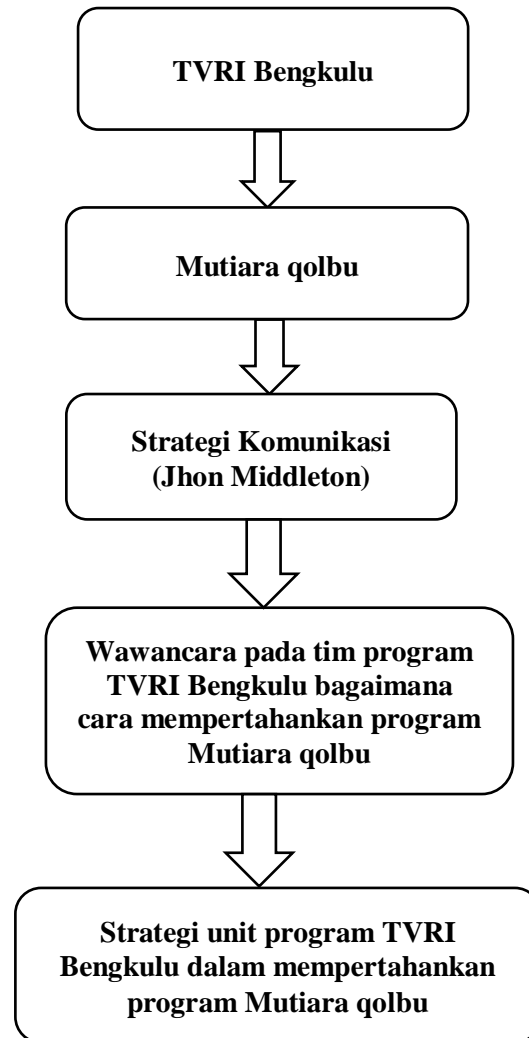 TVRI Bengkulu
Mutiara qolbu
Strategi Komunikasi
(Jhon Middleton)
Wawancara pada tim program
TVRI Bengkulu bagaimana
cara mempertahankan program
Mutiara qolbu
Strategi unit program TVRI
Bengkulu dalam mempertahankan
program Mutiara qolbu